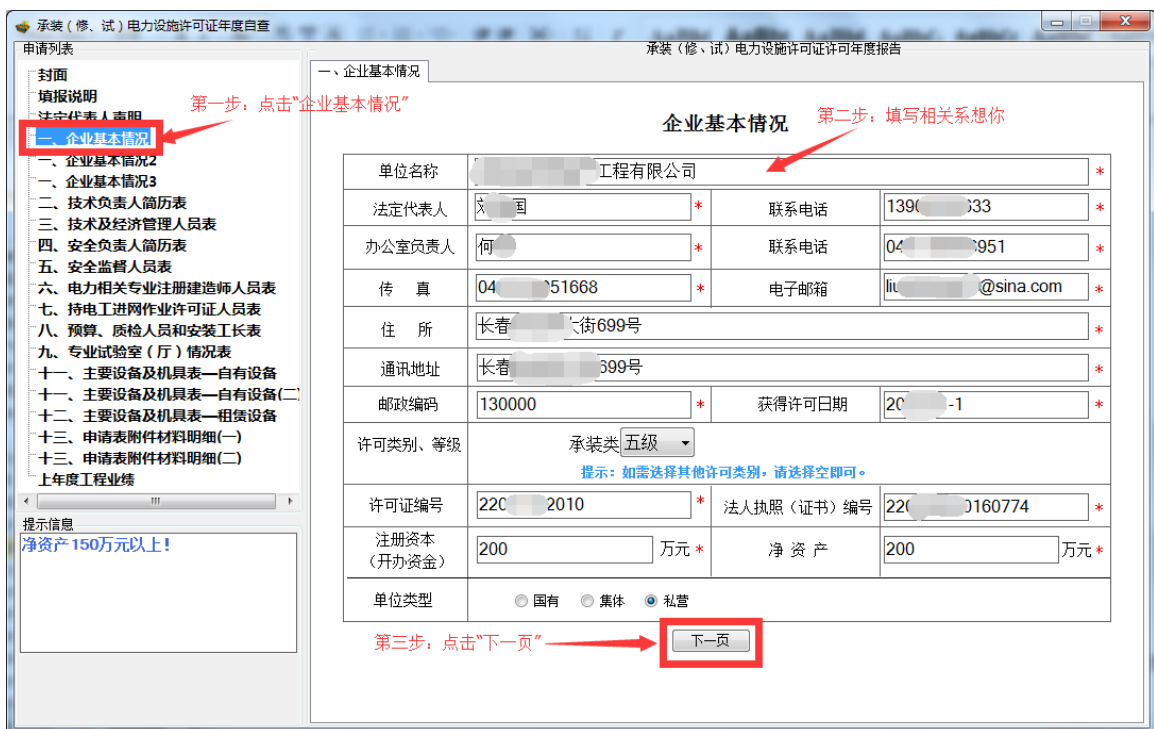 承装（修、试）电力设施许可证年度自查
申请列表
封面
填报说明
法定代表人声明
一、企业基本情况
一、企业基本情况2
一、企业基本情况3
二、技术负责人简历表
三、技术及经济管理人员表
四、安全负责人简历表
五、安全监督人员表
六、电力相关专业注册建造师人员表
七、持电工进网作业许可证人员表
八、预算、质检人员和安装工长表
九、专业试验室（厅）情况表
十一、主要设备及机具表—自有设备
十一、主要设备及机具表—自有设备(二)
十二、主要设备及机具表—租赁设备
十三、申请表附件材料明细(一)
十三、申请表附件材料明细(二)
上年度工程业绩
提示信息
净资产150万元以上！
承装（修、试）电力设施许可证许可年度报告
一、企业基本情况
第一步：点击“企业基本情况”
企业基本情况
第二步：填写相关系想你
单位名称 工程有限公司 *
法定代表人 刘 国 * 联系电话 1390 633 *
办公室负责人 何 * 联系电话 04 951 *
传 真 04 51668 * 电子邮箱 liu @sina.com *
住 所 长春 大街699号 *
通讯地址 长春 699号 *
邮政编码 130000 * 获得许可日期 20 -1 *
许可类别、等级 承装类 五级
提示：如需选择其他许可类别，请选择空即可。
许可证编号 220 2010 * 法人执照（证书）编号 220 0160774 *
注册资本 （开办资金） 200 万元 * 净 资 产 200 万元 *
单位类型 国有 集体 私营
第三步：点击“下一页”
下一页